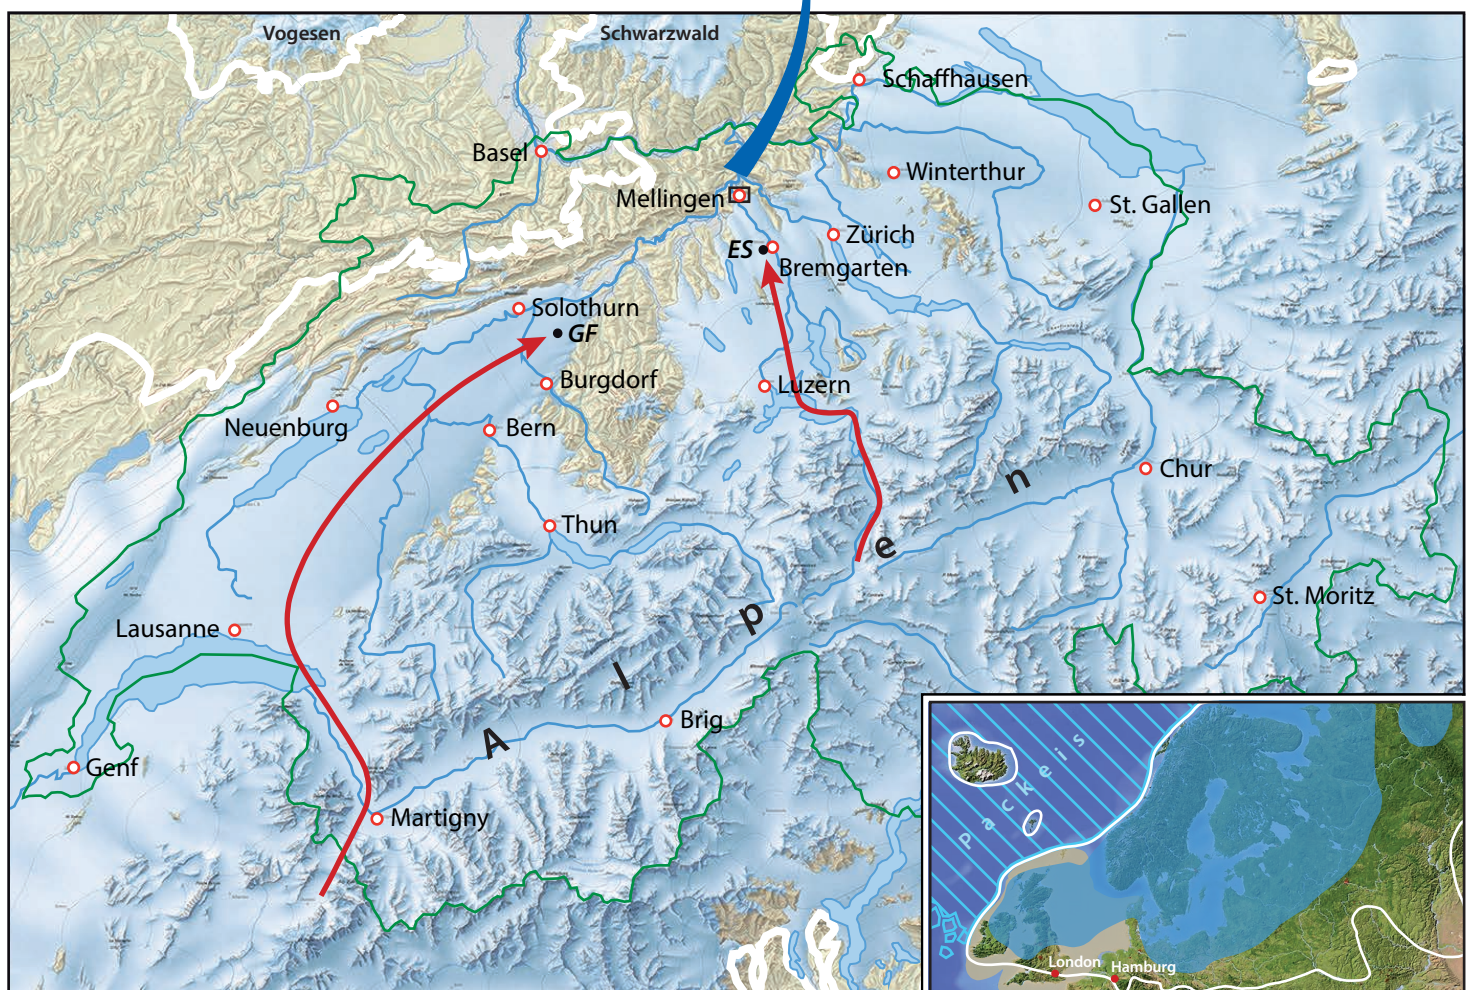 Vogesen
Schwarzwald
Schaffhausen
Basel
Winterthur
Mellingen
St. Gallen
Zürich
ES
Bremgarten
Solothurn
GF
Burgdorf
Luzern
Neuenburg
Bern
Chur
Thun
Alpen
St. Moritz
Lausanne
Brig
Genf
Martigny
Packeis
London
Hamburg